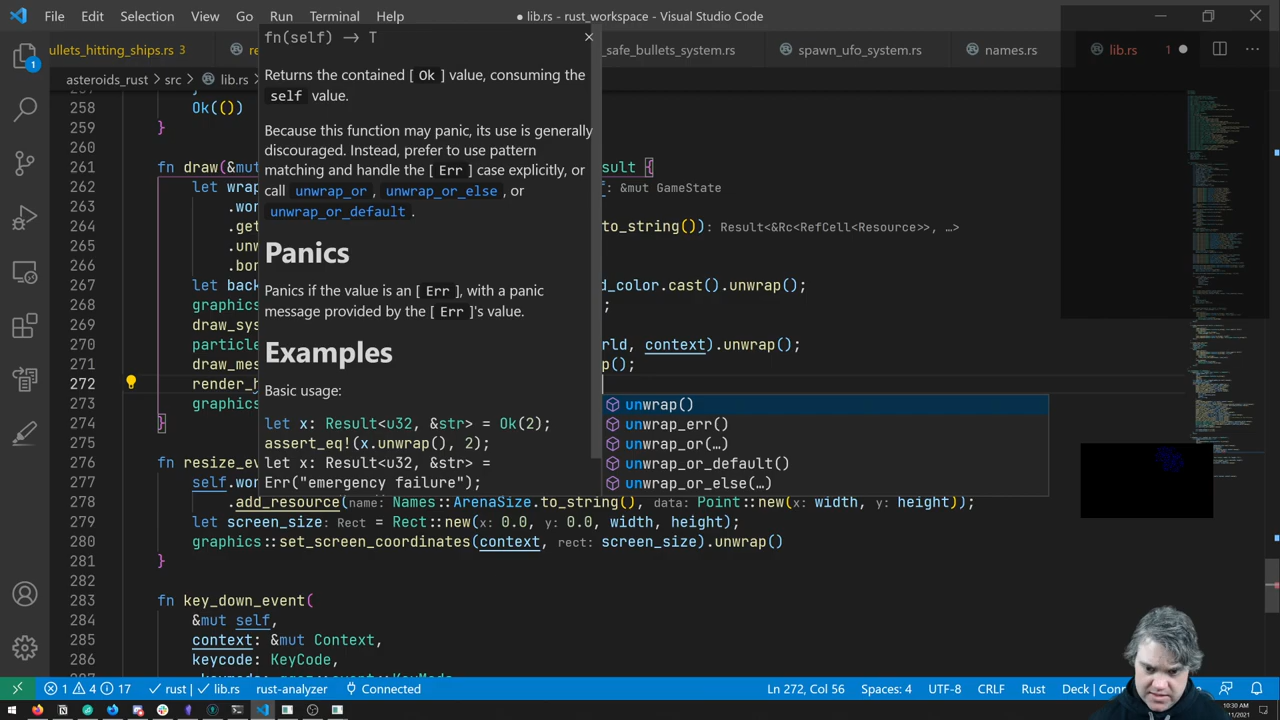 File Edit Selection View Go Run Terminal Help
● lib.rs - rust_workspace - Visual Studio Code
fn(self) → T
ullets_hitting_ships.rs 3
_safe_bullets_system.rs
spawn_ufo_system.rs
names.rs
lib.rs 1
asteroids_rust > src > lib.rs
Returns the contained [ Ok ] value, consuming the
self value.
Because this function may panic, its use is generally
discouraged. Instead, prefer to use pattern
matching and handle the [ Err ] case explicitly, or
call unwrap_or, unwrap_or_else, or
unwrap_or_default.
Panics
Panics if the value is an [ Err ], with a panic
message provided by the [ Err ]'s value.
Examples
Basic usage:
let x: Result<u32, &str> = Ok(2);
assert_eq!(x.unwrap(), 2);
let x: Result<u32, &str> =
Err("emergency failure");
258 Ok(())
259 }
260
261 fn draw(&mut sult {
262 let wrap : &mut GameState
263 .wor to_string()): Result<&Rc<RefCell<Resource>>, …>
264 .get
265 .unw
266 .bor
let back d_color.cast().unwrap();
graphics ;
269 draw_sys
270 particle rld, context).unwrap();
271 draw_mes p();
272 render_h
273 graphics
274 }
275
276 fn resize_ev
277 self.wor
278 .add_resource(name: Names::ArenaSize.to_string(), data: Point::new(x: width, y: height));
279 let screen_size: Rect = Rect::new(x: 0.0, y: 0.0, width, height);
280 graphics::set_screen_coordinates(context, rect: screen_size).unwrap()
281 }
282
283 fn key_down_event(
284 &mut self,
285 context: &mut Context,
286 keycode: KeyCode,
unwrap()
unwrap_err()
unwrap_or(…)
unwrap_or_default()
unwrap_or_else(…)
1
1 4 17 rust | lib.rs rust-analyzer Connected Ln 272, Col 56 Spaces: 4 UTF-8 CRLF Rust
10:30 AM